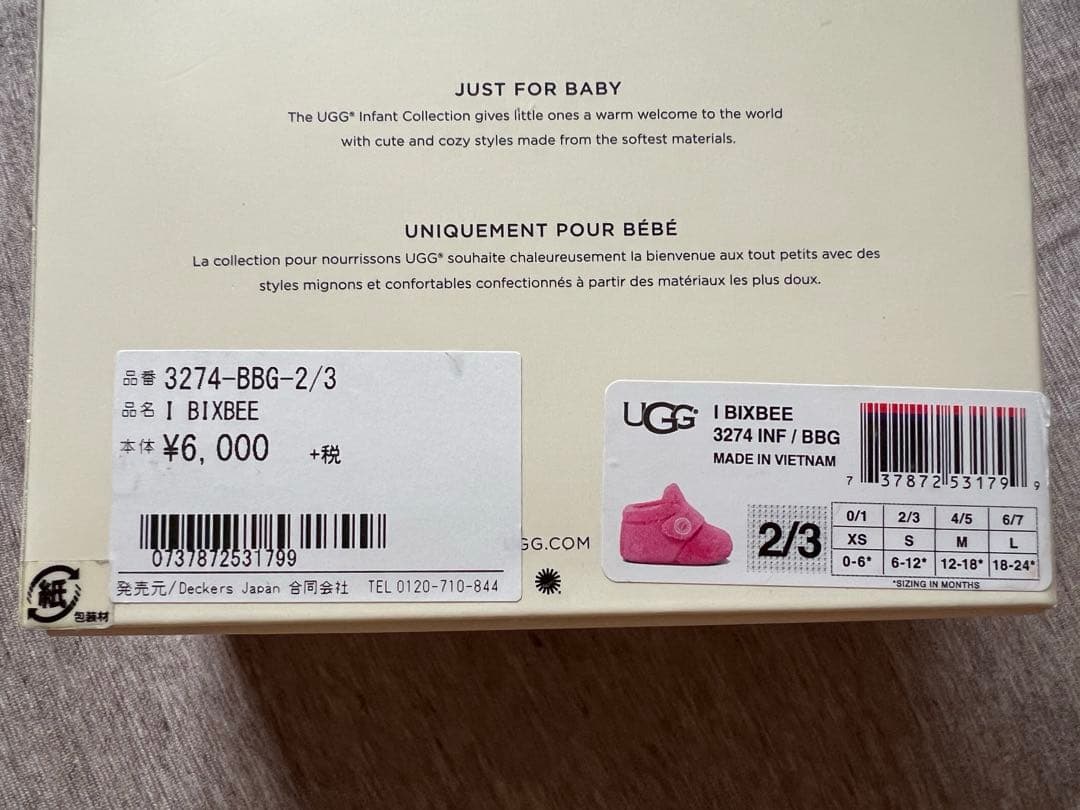 JUST FOR BABY
The UGG® Infant Collection gives little ones a warm welcome to the world
with cute and cozy styles made from the softest materials.
UNIQUEMENT POUR BÉBÉ
La collection pour nourrissons UGG® souhaite chaleureusement la bienvenue aux tout petits avec des
styles mignons et confortables confectionnés à partir des matériaux les plus doux.
品番 3274-BBG-2/3
品名 I BIXBEE
本体 ¥6,000 +税
0737872531799
発売元/Deckers Japan 合同会社 TEL 0120-710-844
紙
包装材
GG.COM
UGG®
I BIXBEE
3274 INF / BBG
MADE IN VIETNAM
7 37872 53179 9
2/3
0/1 2/3 4/5 6/7
XS S M L
0-6* 6-12* 12-18* 18-24*
*SIZING IN MONTHS